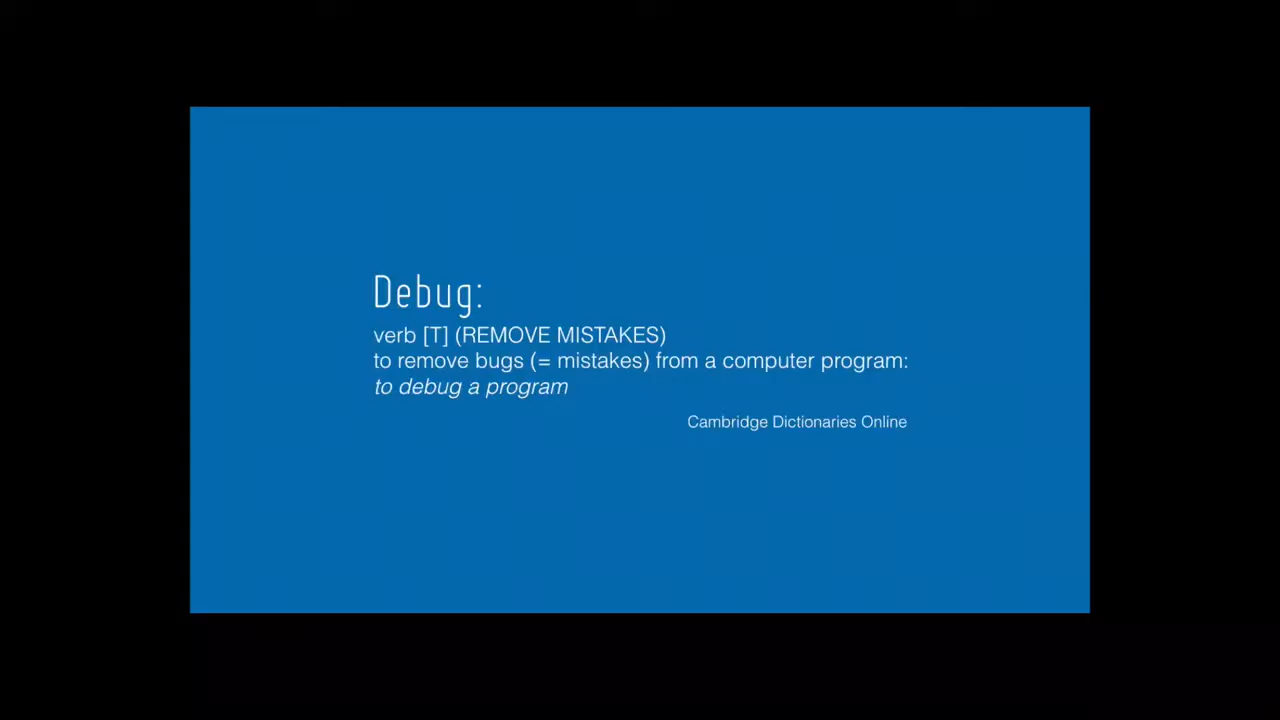 Debug:
verb [T] (REMOVE MISTAKES)
to remove bugs (= mistakes) from a computer program:
to debug a program
Cambridge Dictionaries Online